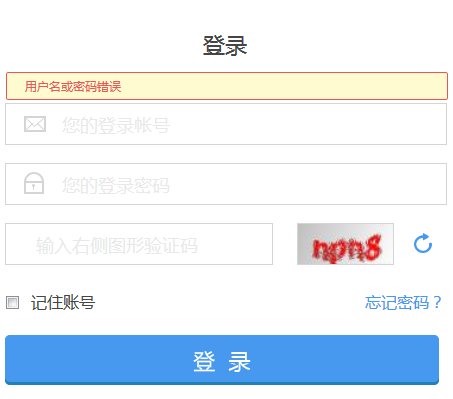 登录
用户名或密码错误
您的登录帐号
您的登录密码
输入右侧图形验证码
npn8
记住账号
忘记密码？
登 录